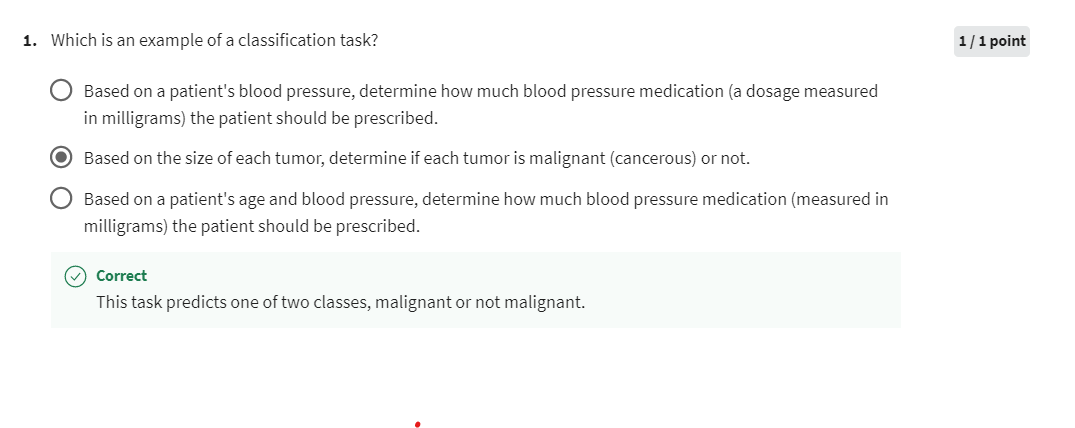 1. Which is an example of a classification task?
1 / 1 point
Based on a patient's blood pressure, determine how much blood pressure medication (a dosage measured
in milligrams) the patient should be prescribed.
Based on the size of each tumor, determine if each tumor is malignant (cancerous) or not.
Based on a patient's age and blood pressure, determine how much blood pressure medication (measured in
milligrams) the patient should be prescribed.
Correct
This task predicts one of two classes, malignant or not malignant.